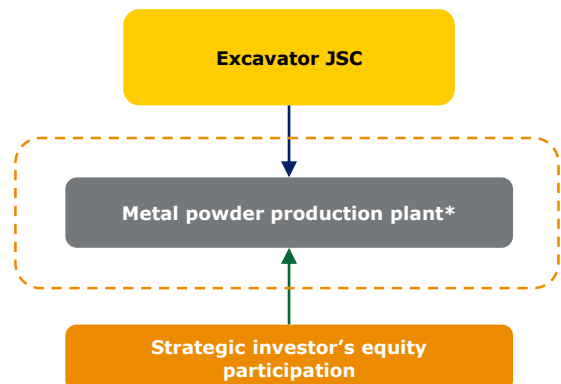 Excavator JSC
Metal powder production plant*
Strategic investor’s equity
participation